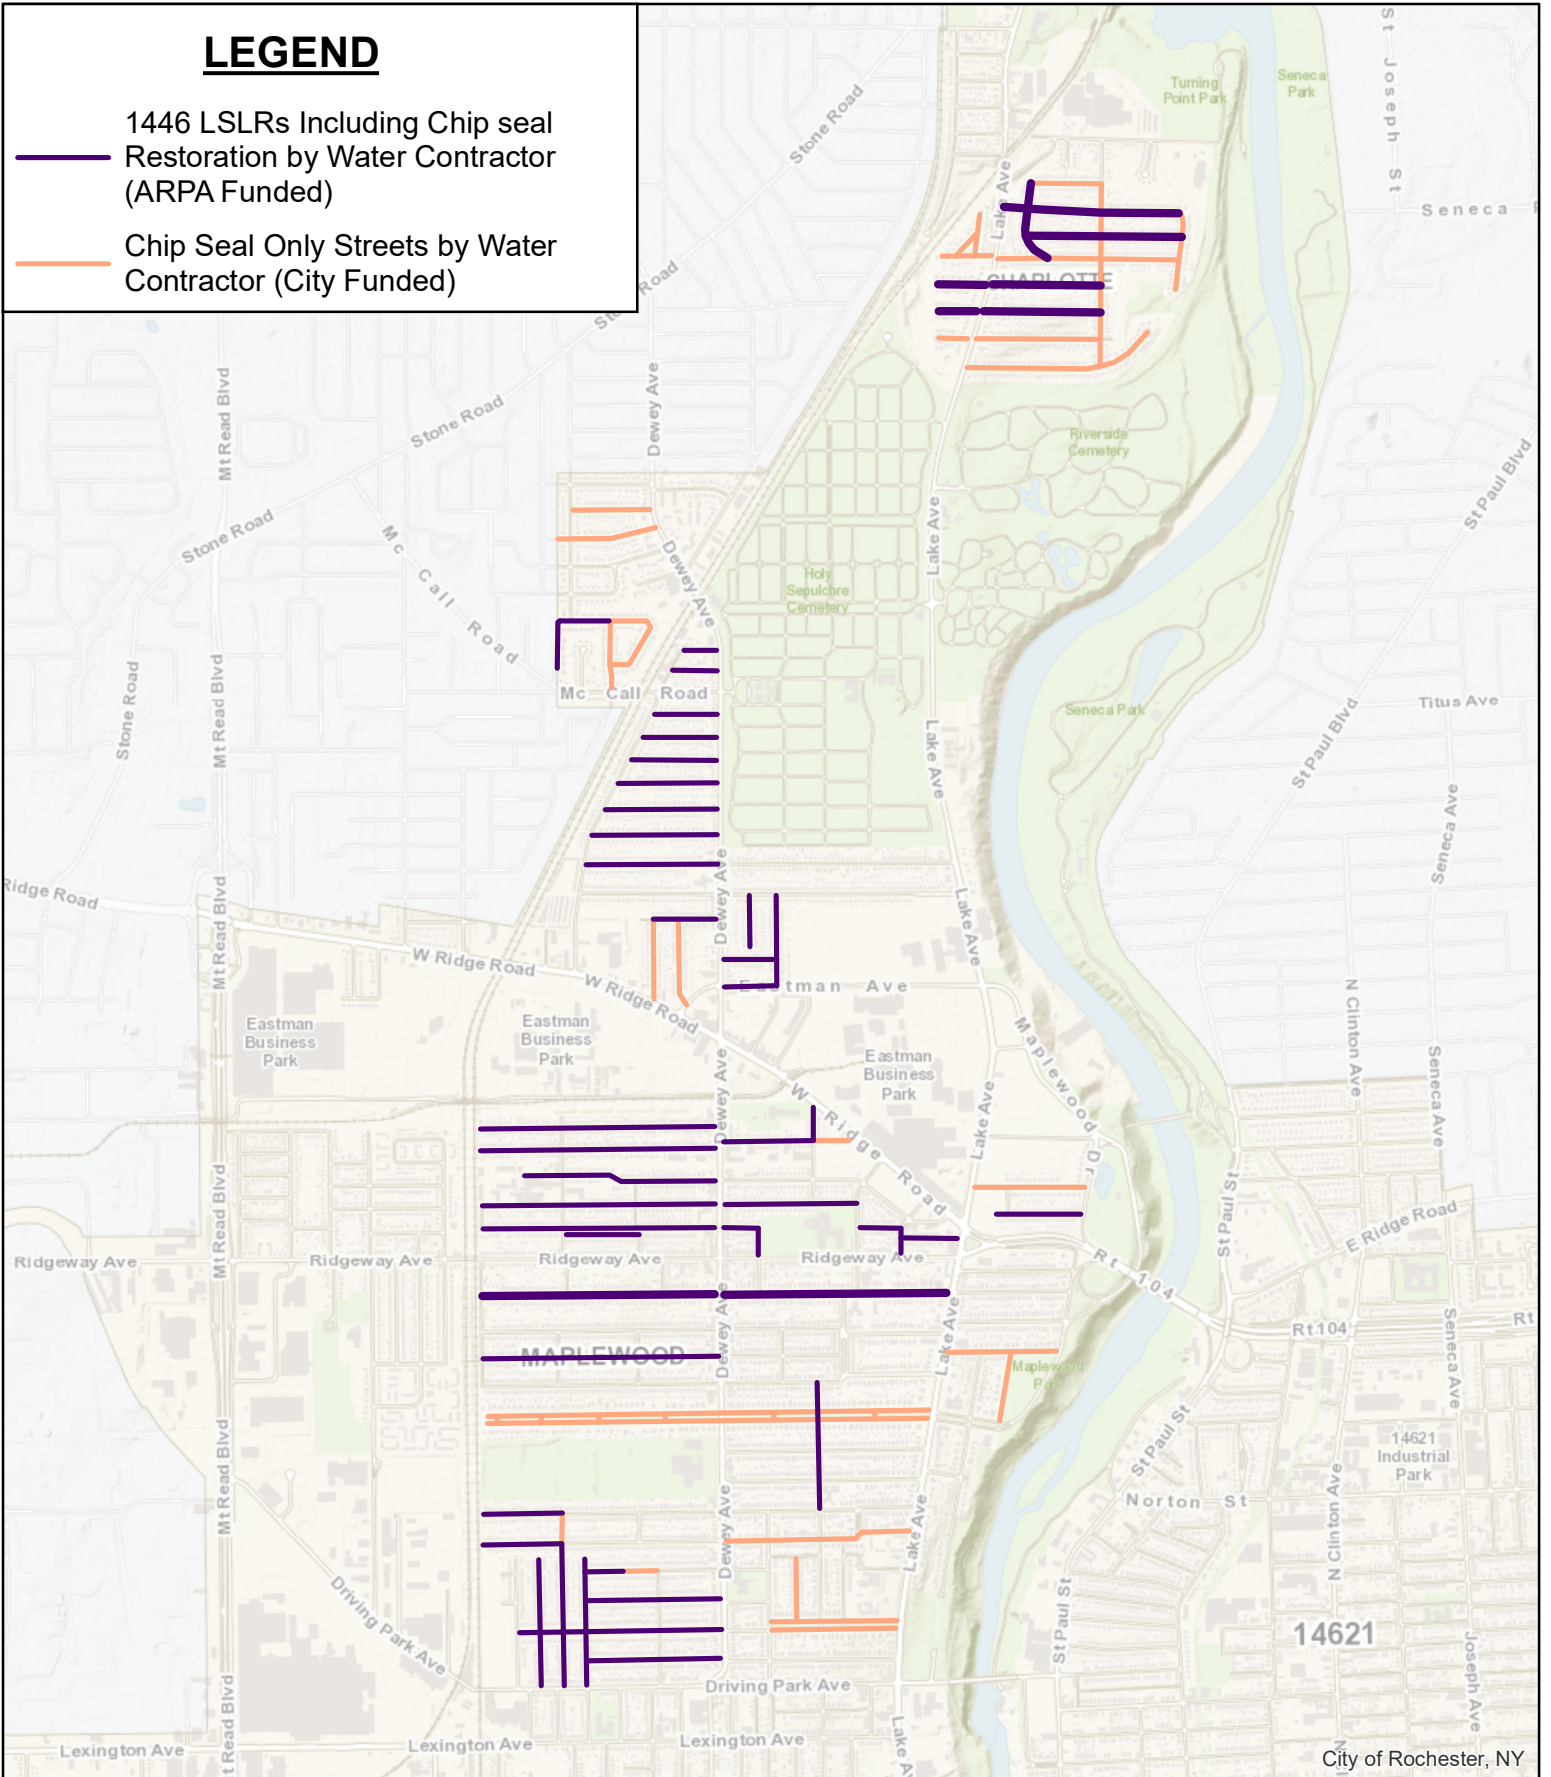 LEGEND
1446 LSLRs Including Chip seal
Restoration by Water Contractor
(ARPA Funded)
Chip Seal Only Streets by Water
Contractor (City Funded)
St Joseph St
Turning
Point Park
Seneca
Park
Stone Road
Lake Ave
Seneca
CHARLOTTE
Stone Road
Dewey Ave
Mt Read Blvd
Stone Road
Riverside
Cemetery
St Paul Blvd
Stone Road
Mc Call Road
Lake Ave
Dewey Ave
Holy
Sepulchre
Cemetery
Mc Call Road
Stone Road
Mt Read Blvd
Seneca Park
Titus Ave
St Paul Blvd
Lake Ave
Seneca Ave
Ridge Road
Mt Read Blvd
Dewey Ave
Lake Ave
W Ridge Road
W Ridge Road
Eastman Ave
N Clinton Ave
Eastman
Business
Park
Eastman
Business
Park
Eastman
Business
Park
Maplewood Dr
Seneca Ave
Dewey Ave
W Ridge Road
Lake Ave
Mt Read Blvd
St Paul St
E Ridge Road
Ridgeway Ave
Ridgeway Ave
Ridgeway Ave
Ridgeway Ave
Rt 104
Rt 104
Rt
Dewey Ave
Lake Ave
Seneca Ave
MAPLEWOOD
Maplewood
Park
Mt Read Blvd
St Paul St
14621
Industrial
Park
Norton St
Dewey Ave
Lake Ave
N Clinton Ave
Driving Park Ave
St Paul St
14621
Joseph Ave
Driving Park Ave
t Read Blvd
Lexington Ave
Lexington Ave
Lexington Ave
Lake A
N
City of Rochester, NY